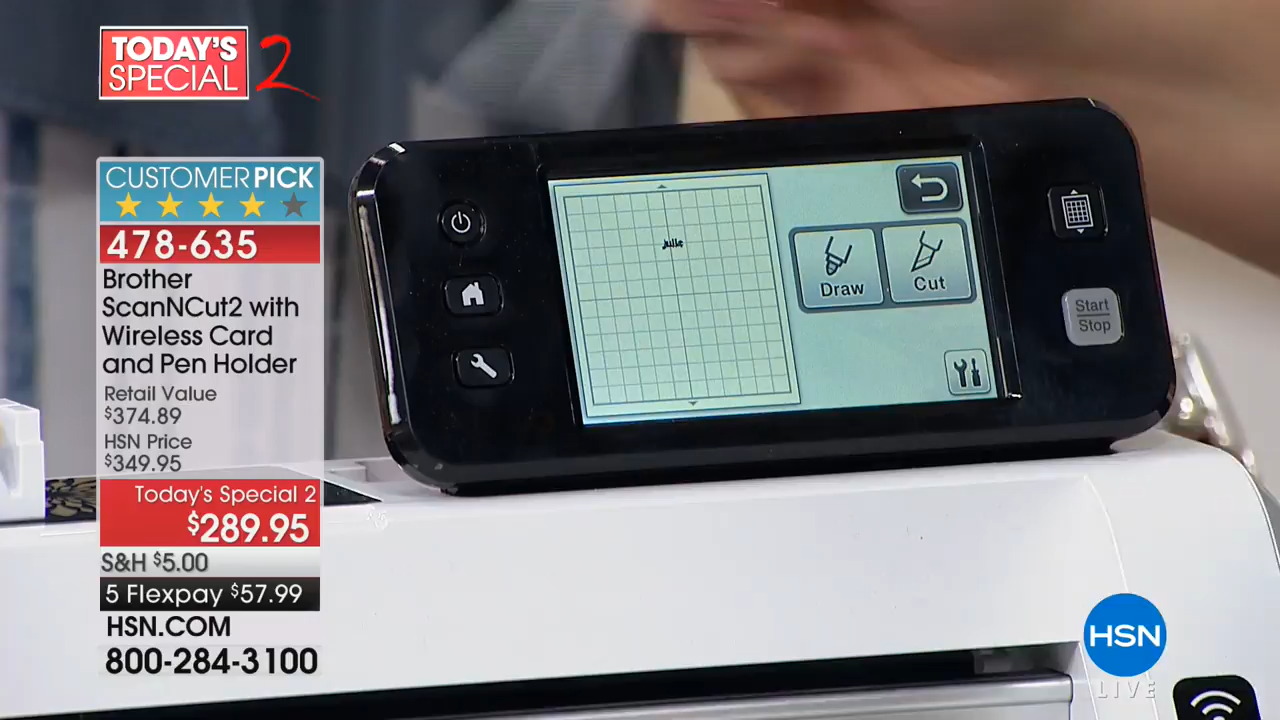 TODAY'S
SPECIAL 2
CUSTOMER PICK
478-635
Brother
ScanNCut2 with
Wireless Card
and Pen Holder
Retail Value
$374.89
HSN Price
$349.95
Today's Special 2
$289.95
S&H $5.00
5 Flexpay $57.99
HSN.COM
800-284-3100
julie
Draw
Cut
Start
Stop
HSN
LIVE